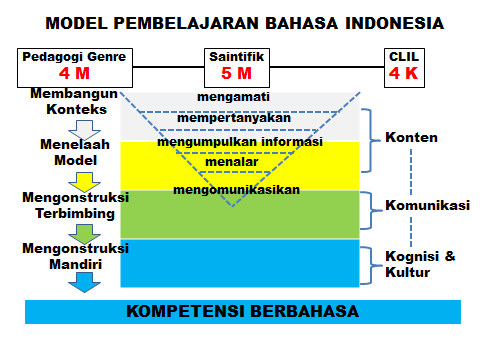 MODEL PEMBELAJARAN BAHASA INDONESIA
Pedagogi Genre
4 M
Saintifik
5 M
CLIL
4 K
Membangun
Konteks
Menelaah
Model
Mengonstruksi
Terbimbing
Mengonstruksi
Mandiri
mengamati
mempertanyakan
mengumpulkan informasi
menalar
mengomunikasikan
Konten
Komunikasi
Kognisi &
Kultur
KOMPETENSI BERBAHASA